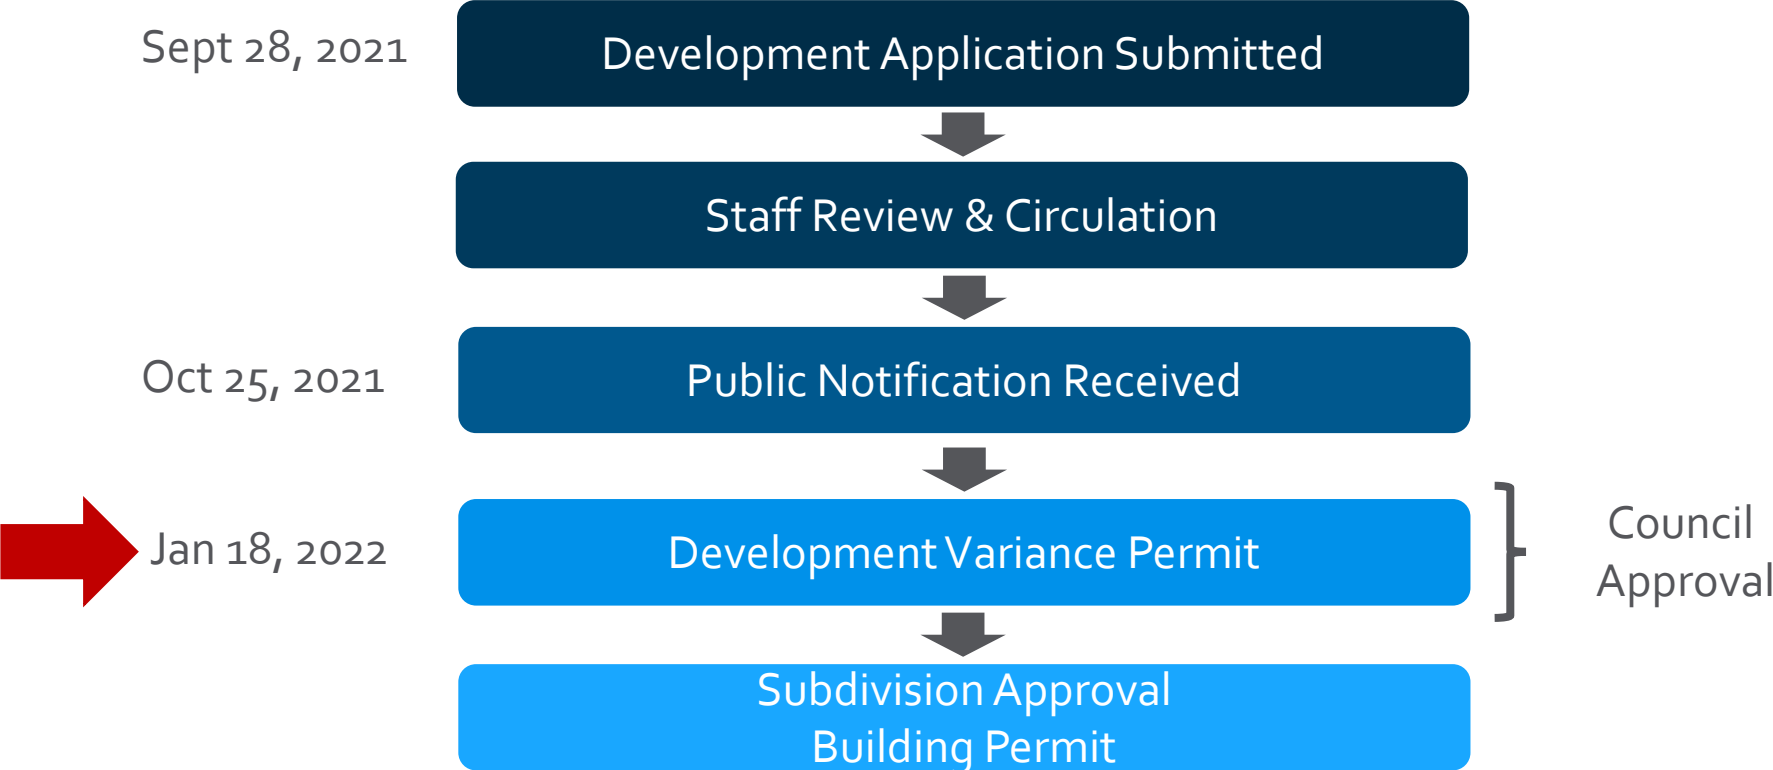 Sept 28, 2021
Development Application Submitted
Staff Review & Circulation
Oct 25, 2021
Public Notification Received
Jan 18, 2022
Development Variance Permit
Council
Approval
Subdivision Approval
Building Permit